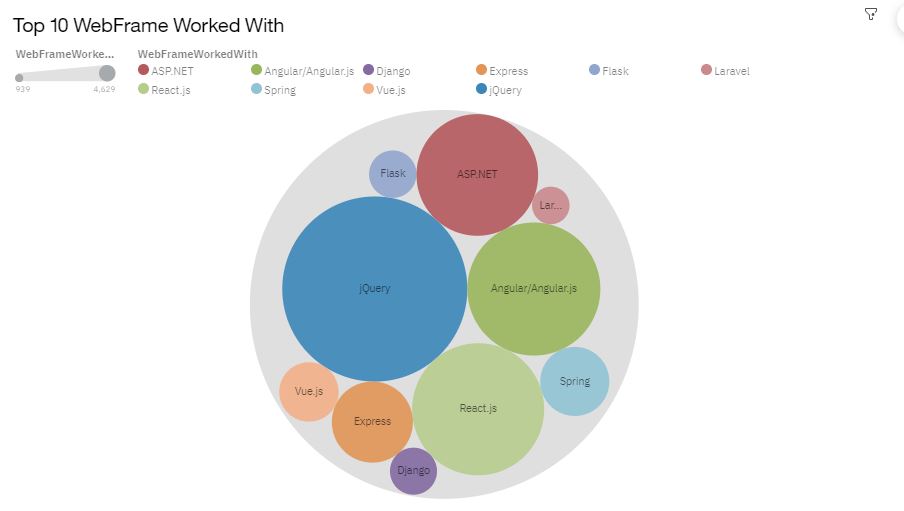 Top 10 WebFrame Worked With
WebFrameWorke... WebFrameWorkedWith
ASP.NET Angular/Angular.js Django Express Flask Laravel
939 4,629
React.js Spring Vue.js jQuery
Flask
ASP.NET
Lar...
jQuery
Angular/Angular.js
Spring
Vue.js
React.js
Express
Django